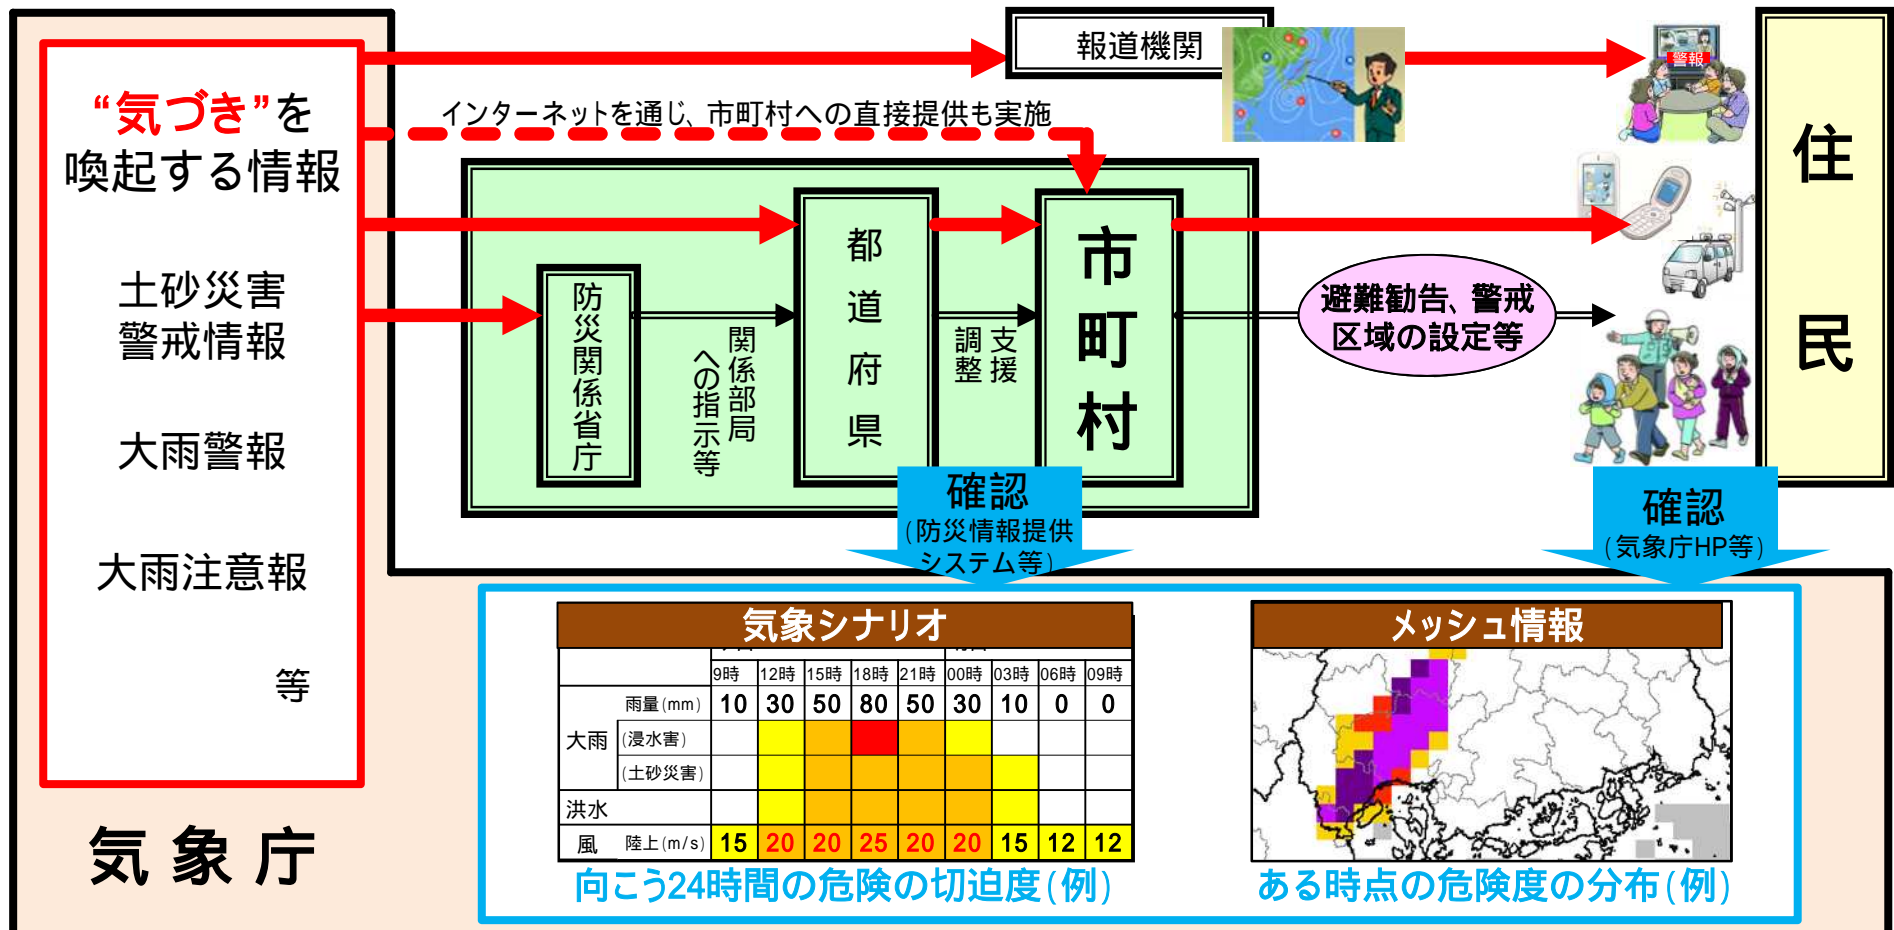 “気づき”を
喚起する情報
土砂災害
警戒情報
大雨警報
大雨注意報
等
気象庁
報道機関
警報
インターネットを通じ、市町村への直接提供も実施
防災関係省庁
関係部局
への指示等
都道府県
支援
調整
市町村
避難勧告、警戒
区域の設定等
住民
確認
(防災情報提供
システム等)
確認
(気象庁HP等)
気象シナリオ
9時 12時 15時 18時 21時 00時 03時 06時 09時
雨量(mm) 10 30 50 80 50 30 10 0 0
大雨 (浸水害)
(土砂災害)
洪水
風 陸上(m/s) 15 20 20 25 20 20 15 12 12
向こう24時間の危険の切迫度(例)
メッシュ情報
ある時点の危険度の分布(例)